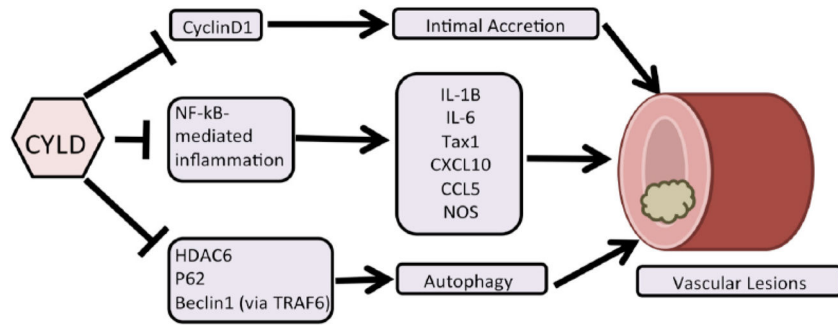 CyclinD1
Intimal Accretion
CYLD
NF-kB-
mediated
inflammation
IL-1B
IL-6
Tax1
CXCL10
CCL5
NOS
HDAC6
P62
Beclin1 (via TRAF6)
Autophagy
Vascular Lesions